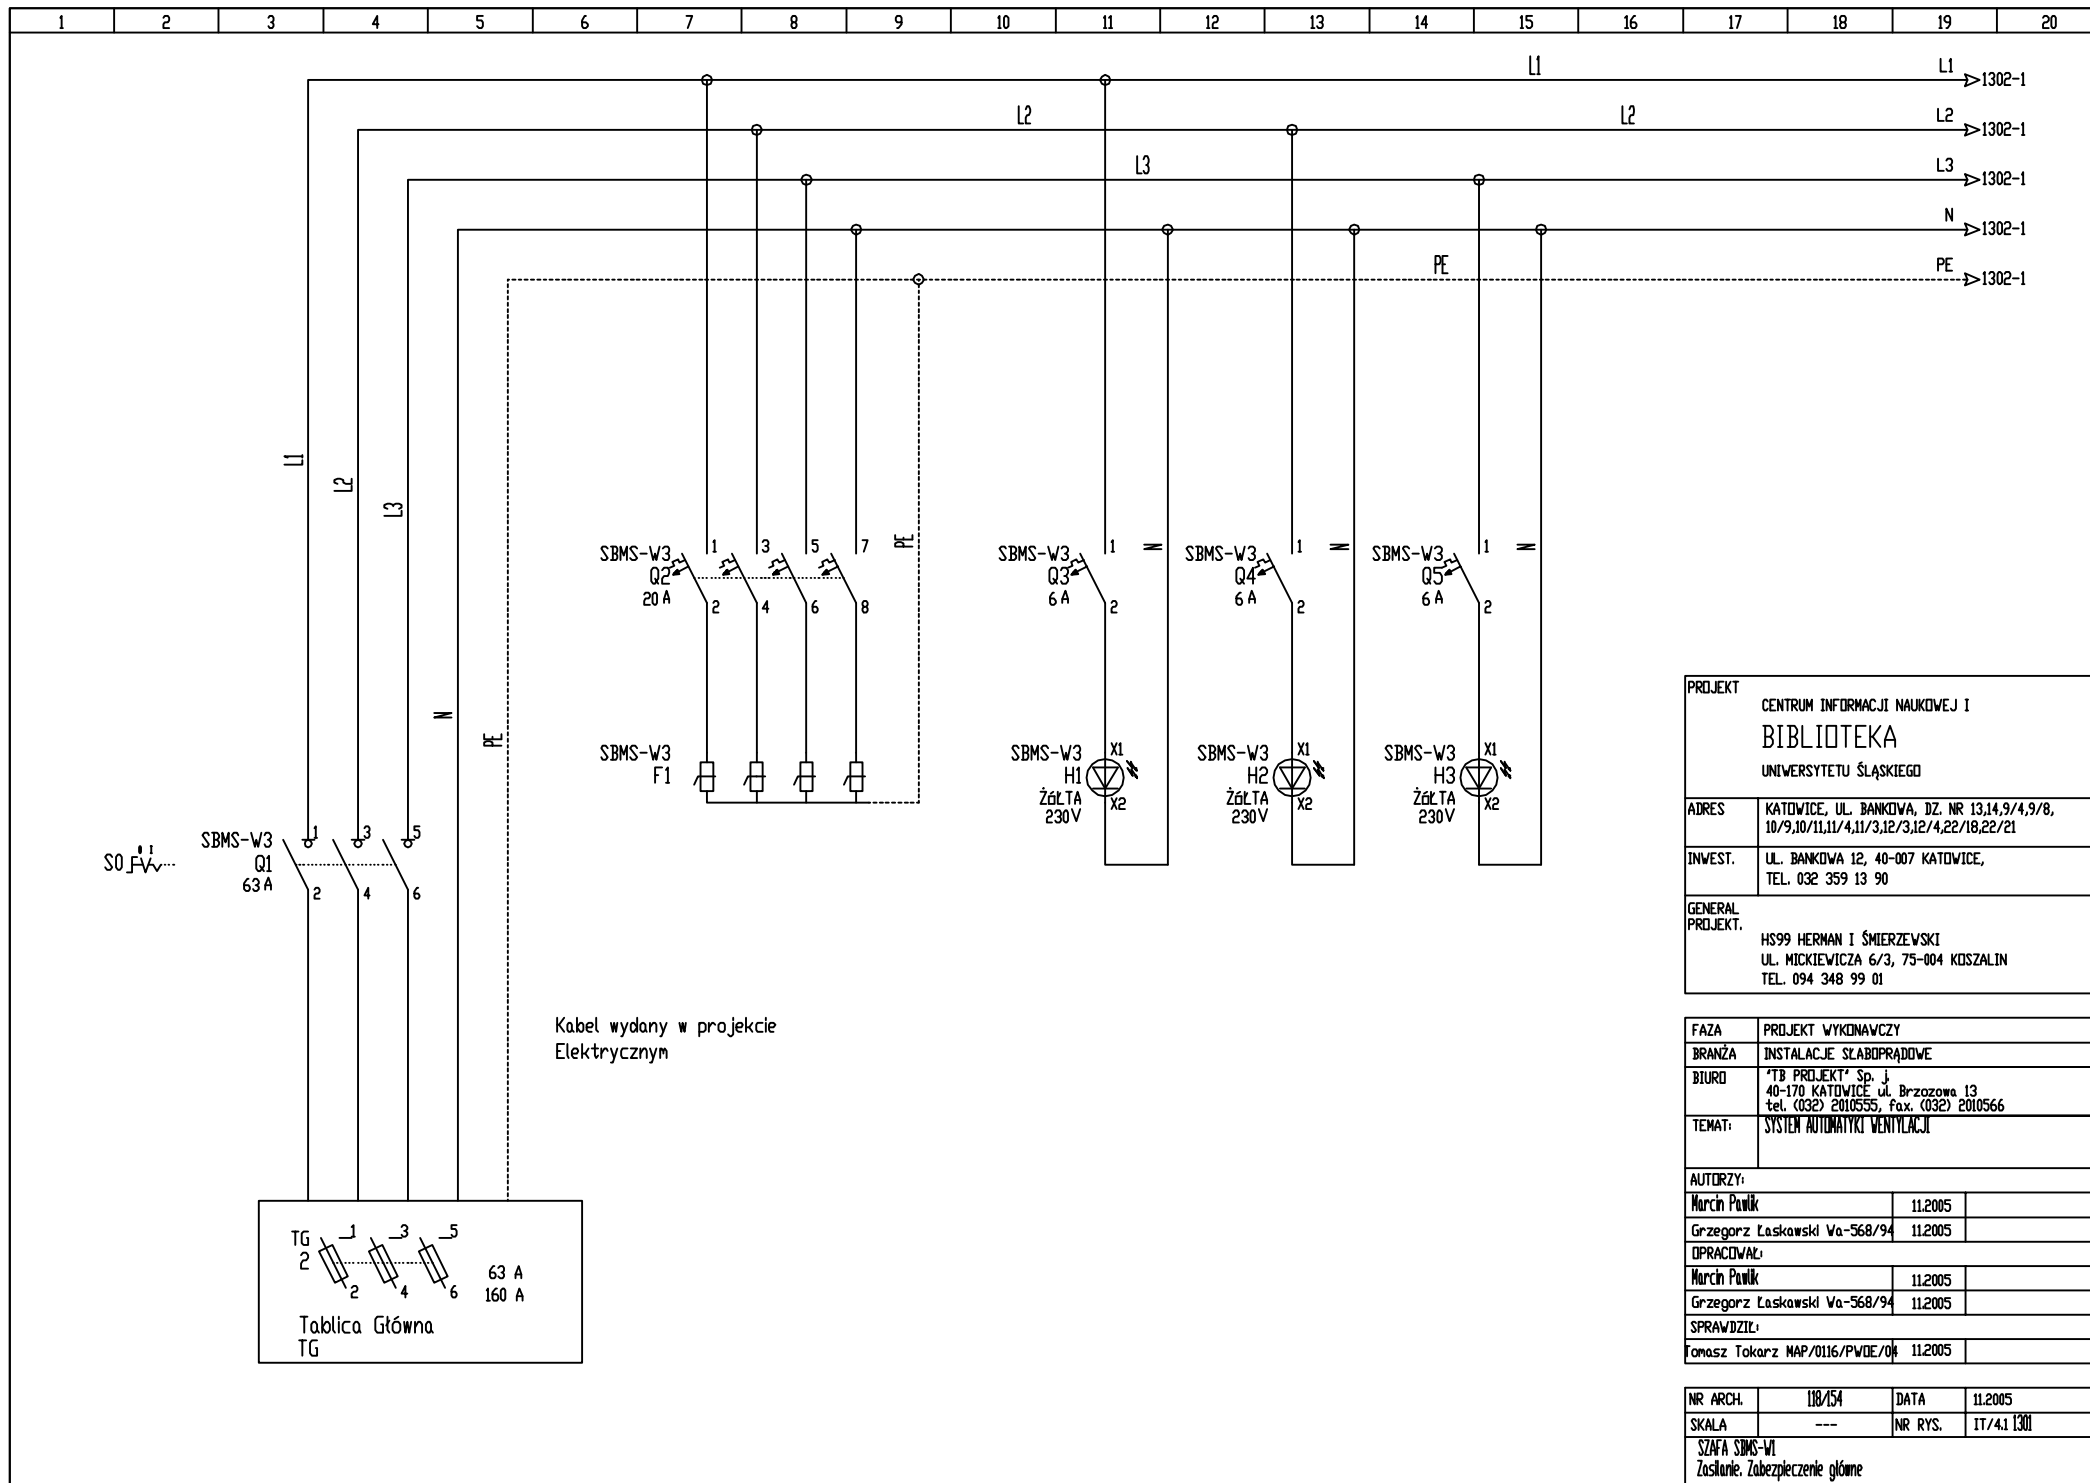 1 2 3 4 5 6 7 8 9 10 11 12 13 14 15 16 17 18 19 20
L1 L1
1302-1
L2 L2 L2
1302-1
L3 L3
1302-1
N
1302-1
PE PE
1302-1
L1
L2
L3
N
PE
SBMS-W3
Q2
20 A
1 3 5 7
2 4 6 8
PE
SBMS-W3
Q3
6 A
1
2
N
SBMS-W3
Q4
6 A
1
2
N
SBMS-W3
Q5
6 A
1
2
N
SBMS-W3
F1
SBMS-W3
H1
ŻóŁTA
230V
X1
X2
SBMS-W3
H2
ŻóŁTA
230V
X1
X2
SBMS-W3
H3
ŻóŁTA
230V
X1
X2
S0
0 I
SBMS-W3
Q1
63 A
1 3 5
2 4 6
Kabel wydany w projekcie
Elektrycznym
TG
2
1 3 5
2 4 6
63 A
160 A
Tablica Główna
TG
PROJEKT
CENTRUM INFORMACJI NAUKOWEJ I
BIBLIOTEKA
UNIWERSYTETU ŚLĄSKIEGO
ADRES
KATOWICE, UL. BANKOWA, DZ. NR 13,14,9/4,9/8,
10/9,10/11,11/4,11/3,12/3,12/4,22/18,22/21
INWEST.
UL. BANKOWA 12, 40-007 KATOWICE,
TEL. 032 359 13 90
GENERAL
PROJEKT.
HS99 HERMAN I ŚMIERZEWSKI
UL. MICKIEWICZA 6/3, 75-004 KOSZALIN
TEL. 094 348 99 01
FAZA PROJEKT WYKONAWCZY
BRANŻA INSTALACJE SŁABOPRĄDOWE
BIURO "TB PROJEKT" Sp. j.
40-170 KATOWICE ul. Brzozowa 13
tel. (032) 2010555, fax. (032) 2010566
TEMAT: SYSTEM AUTOMATYKI WENTYLACJI
AUTORZY:
Marcin Pawlik 11.2005
Grzegorz Łaskawski Wa-568/94 11.2005
OPRACOWAŁ:
Marcin Pawlik 11.2005
Grzegorz Łaskawski Wa-568/94 11.2005
SPRAWDZIŁ:
Tomasz Tokarz MAP/0116/PWOE/04 11.2005
NR ARCH. 118/154 DATA 11.2005
SKALA --- NR RYS. IT/4.1 1301
SZAFA SBMS-W1
Zasilanie. Zabezpieczenie główne